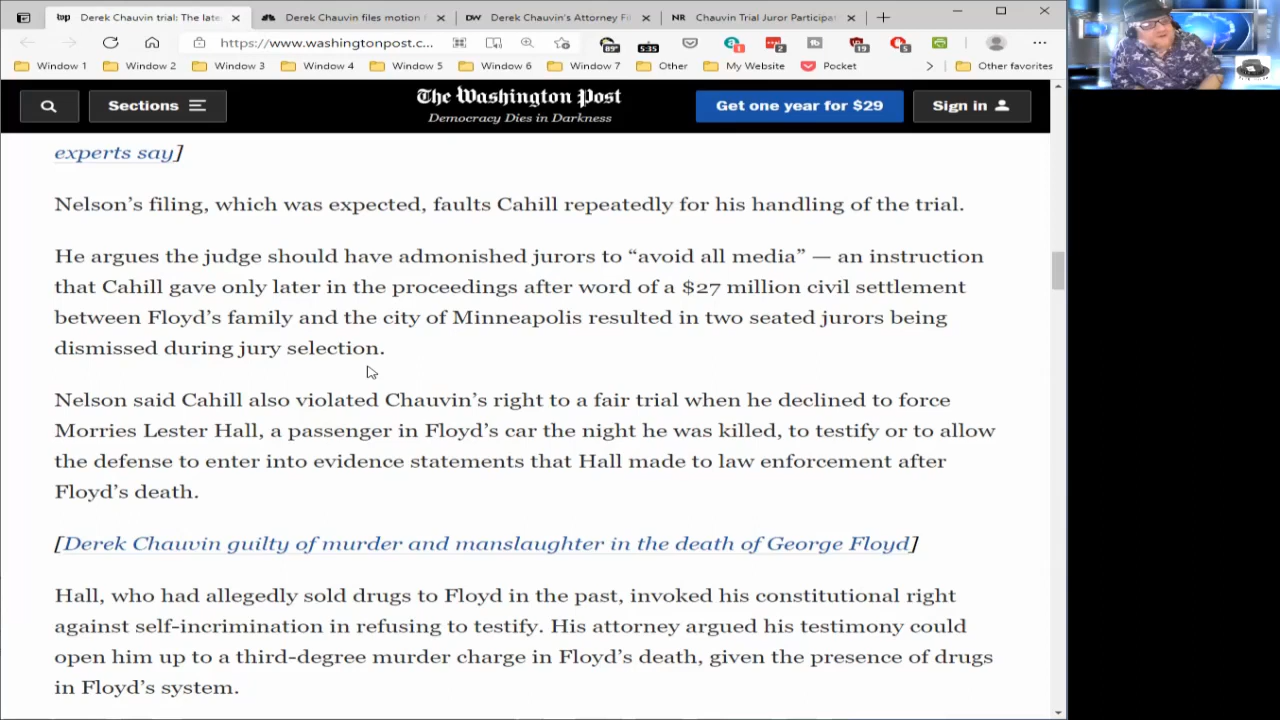 Derek Chauvin trial: The late
Derek Chauvin files motion f
Derek Chauvin's Attorney Fi
Chauvin Trial Juror Participat
https://www.washingtonpost.c...
89°
5:35
1
2
19
5
Window 1
Window 2
Window 3
Window 4
Window 5
Window 6
Window 7
Other
My Website
Pocket
Other favorites
Sections
The Washington Post
Democracy Dies in Darkness
Get one year for $29
Sign in
experts say]
Nelson's filing, which was expected, faults Cahill repeatedly for his handling of the trial.
He argues the judge should have admonished jurors to “avoid all media” — an instruction
that Cahill gave only later in the proceedings after word of a $27 million civil settlement
between Floyd's family and the city of Minneapolis resulted in two seated jurors being
dismissed during jury selection.
Nelson said Cahill also violated Chauvin's right to a fair trial when he declined to force
Morries Lester Hall, a passenger in Floyd's car the night he was killed, to testify or to allow
the defense to enter into evidence statements that Hall made to law enforcement after
Floyd's death.
[Derek Chauvin guilty of murder and manslaughter in the death of George Floyd]
Hall, who had allegedly sold drugs to Floyd in the past, invoked his constitutional right
against self-incrimination in refusing to testify. His attorney argued his testimony could
open him up to a third-degree murder charge in Floyd's death, given the presence of drugs
in Floyd's system.